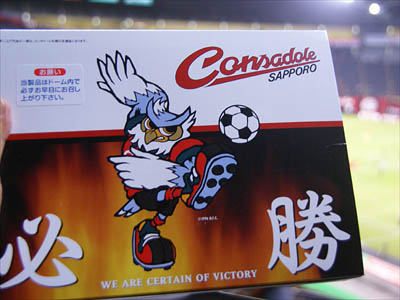 お願い
当製品はドーム内で
必ずお早目にお召し
上がり下さい。
Consadole
SAPPORO
必勝
WE ARE CERTAIN OF VICTORY